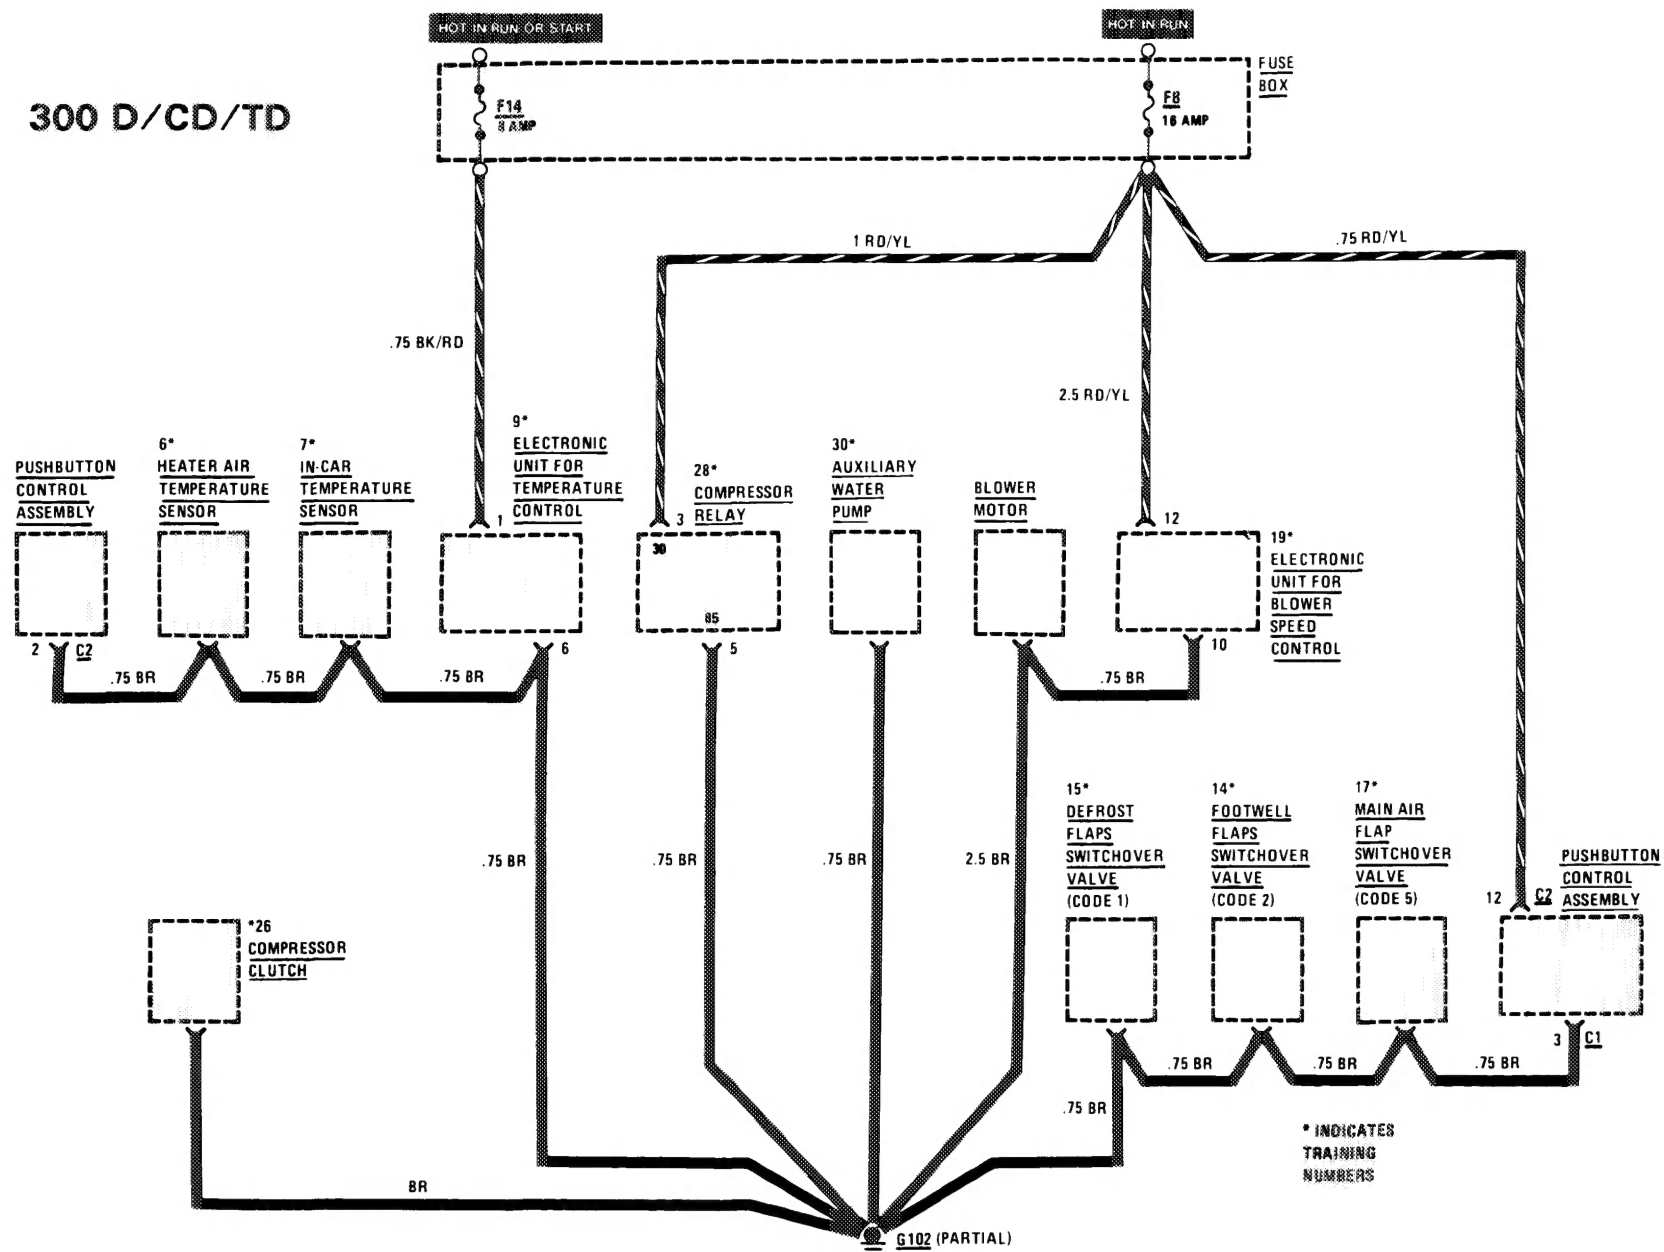 HOT IN RUN OR START
HOT IN RUN
FUSE
BOX
300 D/CD/TD
F14
8 AMP
F8
16 AMP
1 RD/YL
.75 RD/YL
.75 BK/RD
2.5 RD/YL
PUSHBUTTON
CONTROL
ASSEMBLY
6*
HEATER AIR
TEMPERATURE
SENSOR
7*
IN-CAR
TEMPERATURE
SENSOR
9*
ELECTRONIC
UNIT FOR
TEMPERATURE
CONTROL
1
3
28*
COMPRESSOR
RELAY
30*
AUXILIARY
WATER
PUMP
BLOWER
MOTOR
12
19*
ELECTRONIC
UNIT FOR
BLOWER
SPEED
CONTROL
30
85
2
C2
6
5
10
.75 BR
.75 BR
.75 BR
.75 BR
.75 BR
.75 BR
.75 BR
2.5 BR
15*
DEFROST
FLAPS
SWITCHOVER
VALVE
(CODE 1)
14*
FOOTWELL
FLAPS
SWITCHOVER
VALVE
(CODE 2)
17*
MAIN AIR
FLAP
SWITCHOVER
VALVE
(CODE 5)
12
C2
PUSHBUTTON
CONTROL
ASSEMBLY
*26
COMPRESSOR
CLUTCH
3
C1
.75 BR
.75 BR
.75 BR
.75 BR
* INDICATES
TRAINING
NUMBERS
BR
G102 (PARTIAL)